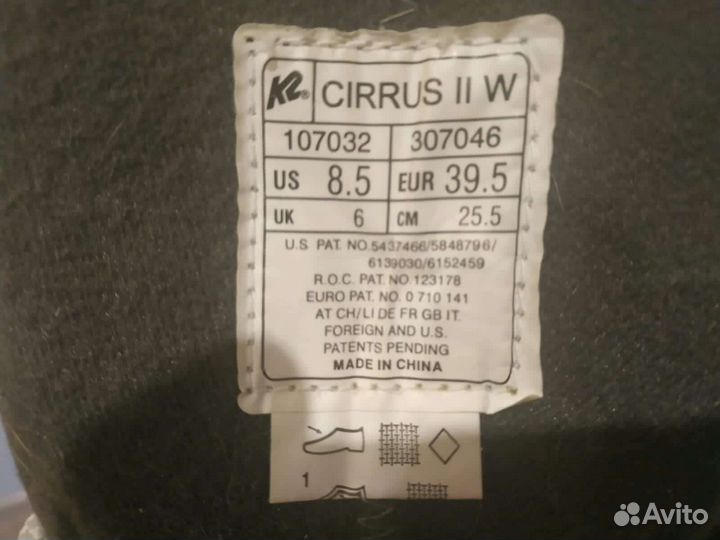 K2® CIRRUS II W
107032 307046
US 8.5 EUR 39.5
UK 6 CM 25.5
U.S. PAT. NO.5437466/5848796/
6139030/6152459
R.O.C. PAT. NO.123178
EURO PAT. NO. 0 710 141
AT CH/LI DE FR GB IT.
FOREIGN AND U.S.
PATENTS PENDING
MADE IN CHINA
1
Avito